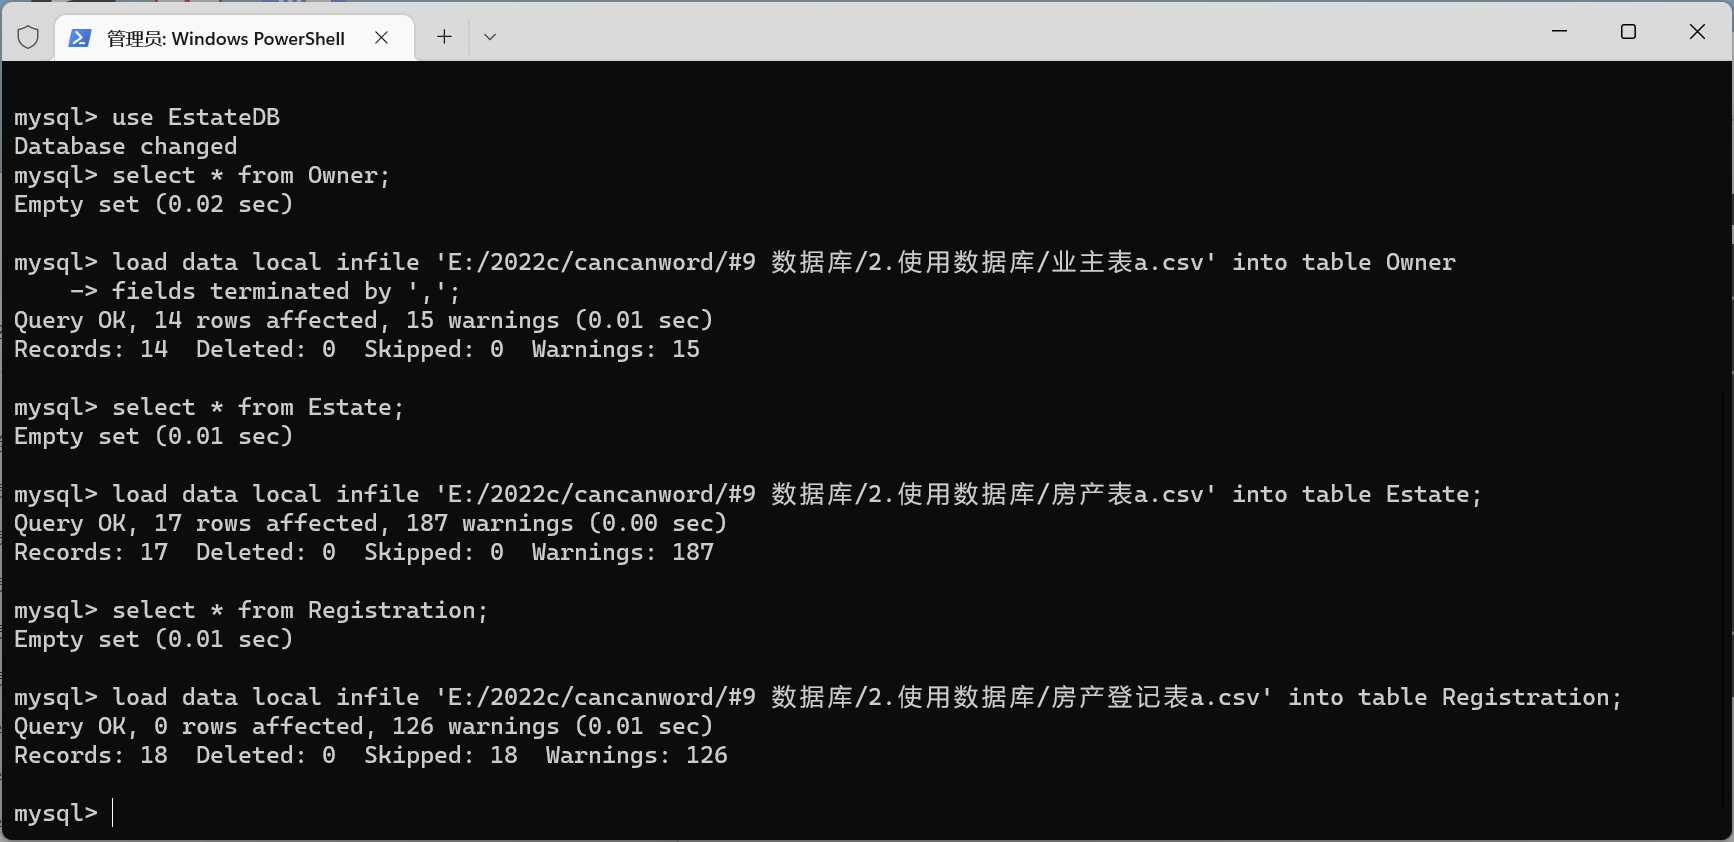 管理员: Windows PowerShell
mysql> use EstateDB
Database changed
mysql> select * from Owner;
Empty set (0.02 sec)
mysql> load data local infile 'E:/2022c/cancanword/#9 数据库/2.使用数据库/业主表a.csv' into table Owner
    -> fields terminated by ',';
Query OK, 14 rows affected, 15 warnings (0.01 sec)
Records: 14  Deleted: 0  Skipped: 0  Warnings: 15
mysql> select * from Estate;
Empty set (0.01 sec)
mysql> load data local infile 'E:/2022c/cancanword/#9 数据库/2.使用数据库/房产表a.csv' into table Estate;
Query OK, 17 rows affected, 187 warnings (0.00 sec)
Records: 17  Deleted: 0  Skipped: 0  Warnings: 187
mysql> select * from Registration;
Empty set (0.01 sec)
mysql> load data local infile 'E:/2022c/cancanword/#9 数据库/2.使用数据库/房产登记表a.csv' into table Registration;
Query OK, 0 rows affected, 126 warnings (0.01 sec)
Records: 18  Deleted: 0  Skipped: 18  Warnings: 126
mysql>